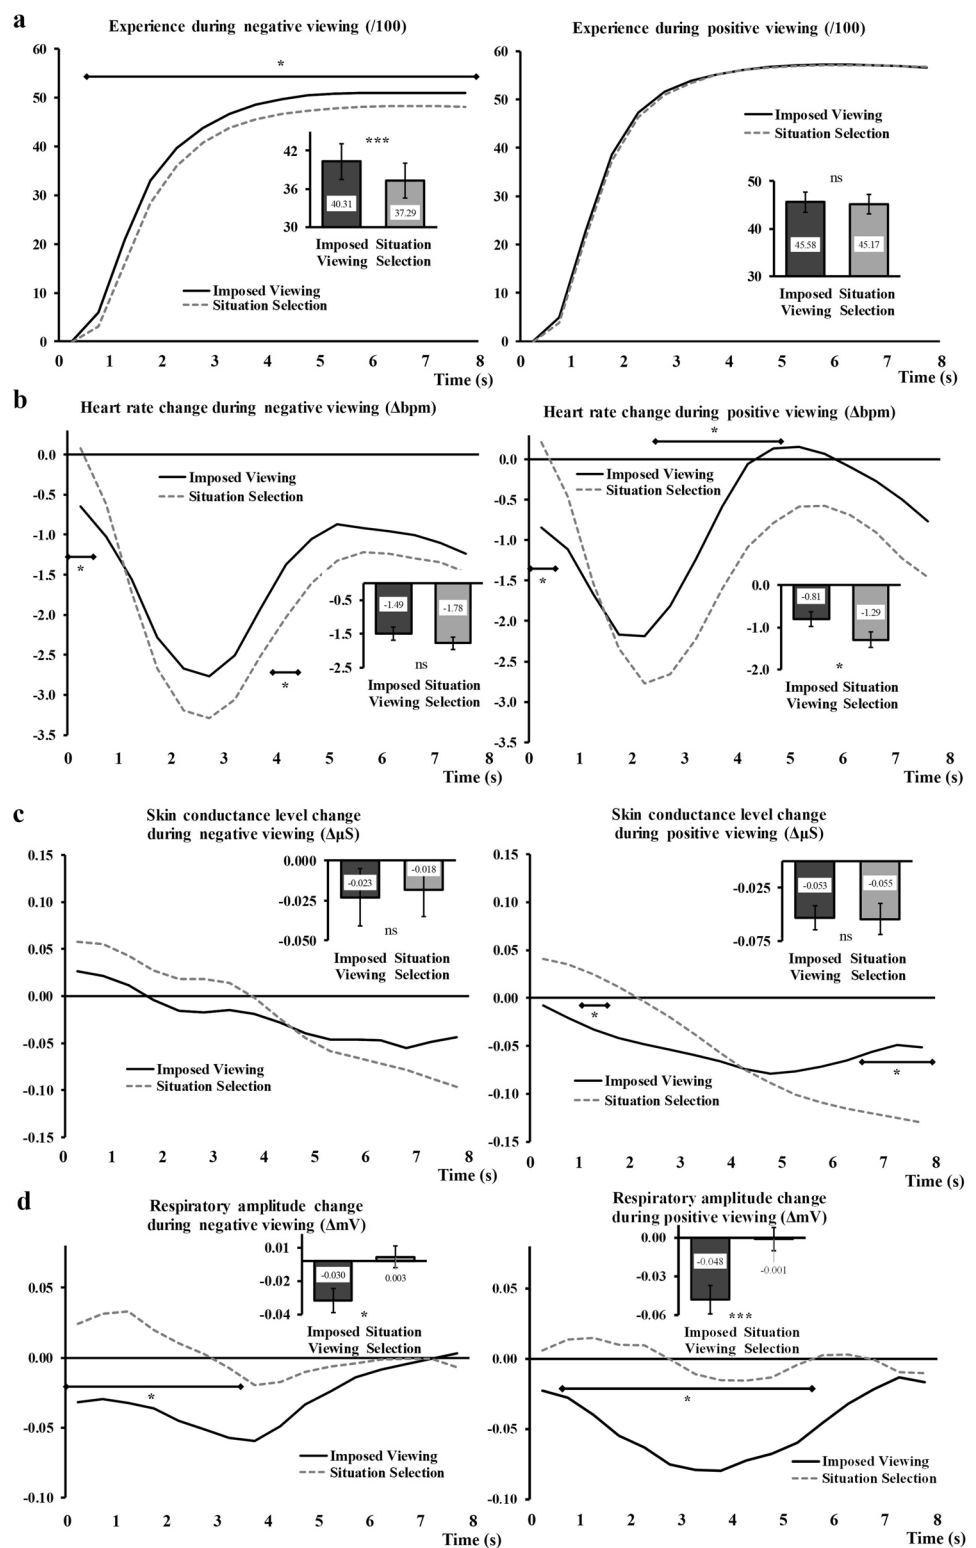 a
Experience during negative viewing (/100)
60
50
40
30
20
10
0
*
42
36
30
***
40.31
37.29
Imposed Situation
Viewing Selection
Imposed Viewing
Situation Selection
0 1 2 3 4 5 6 7 8
Time (s)
Experience during positive viewing (/100)
60
50
40
30
20
10
0
Imposed Viewing
Situation Selection
ns
50
40
30
45.58
45.17
Imposed Situation
Viewing Selection
0 1 2 3 4 5 6 7 8
Time (s)
b
Heart rate change during negative viewing (Δbpm)
0.0
-0.5
-1.0
-1.5
-2.0
-2.5
-3.0
-3.5
Imposed Viewing
Situation Selection
*
*
-0.5
-1.5
-2.5
-1.49
-1.78
ns
Imposed Situation
Viewing Selection
0 1 2 3 4 5 6 7 8
Time (s)
Heart rate change during positive viewing (Δbpm)
*
0.0
-0.5
-1.0
-1.5
-2.0
-2.5
-3.0
-3.5
Imposed Viewing
Situation Selection
*
0.0
-1.0
-2.0
-0.81
-1.29
*
Imposed Situation
Viewing Selection
0 1 2 3 4 5 6 7 8
Time (s)
c
Skin conductance level change
during negative viewing (ΔμS)
0.15
0.10
0.05
0.00
-0.05
-0.10
-0.15
0.000
-0.025
-0.050
-0.023
-0.018
ns
Imposed Situation
Viewing Selection
Imposed Viewing
Situation Selection
0 1 2 3 4 5 6 7 8
Time (s)
Skin conductance level change
during positive viewing (ΔμS)
0.15
0.10
0.05
0.00
-0.05
-0.10
-0.15
-0.025
-0.075
-0.053
-0.055
ns
Imposed Situation
Viewing Selection
*
*
Imposed Viewing
Situation Selection
0 1 2 3 4 5 6 7 8
Time (s)
d
Respiratory amplitude change
during negative viewing (ΔmV)
0.05
0.00
-0.05
-0.10
0.01
-0.02
-0.04
-0.030
0.003
*
Imposed Situation
Viewing Selection
*
Imposed Viewing
Situation Selection
0 1 2 3 4 5 6 7 8
Time (s)
Respiratory amplitude change
during positive viewing (ΔmV)
0.05
0.00
-0.05
-0.10
0.00
-0.03
-0.06
-0.048
-0.001
***
Imposed Situation
Viewing Selection
*
Imposed Viewing
Situation Selection
0 1 2 3 4 5 6 7 8
Time (s)